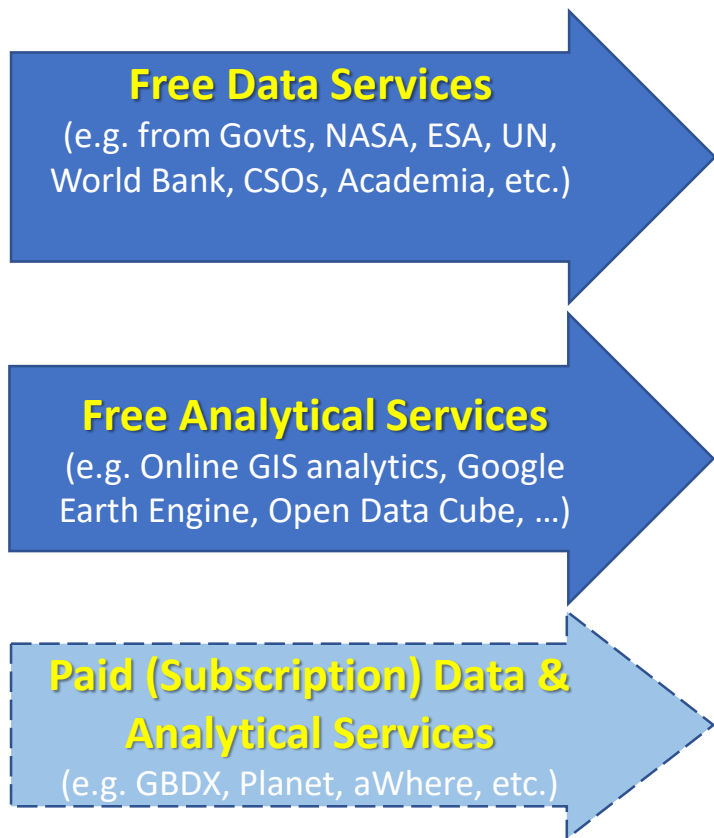 Free Data Services
(e.g. from Govts, NASA, ESA, UN,
World Bank, CSOs, Academia, etc.)
Free Analytical Services
(e.g. Online GIS analytics, Google
Earth Engine, Open Data Cube, …)
Paid (Subscription) Data &
Analytical Services
(e.g. GBDX, Planet, aWhere, etc.)